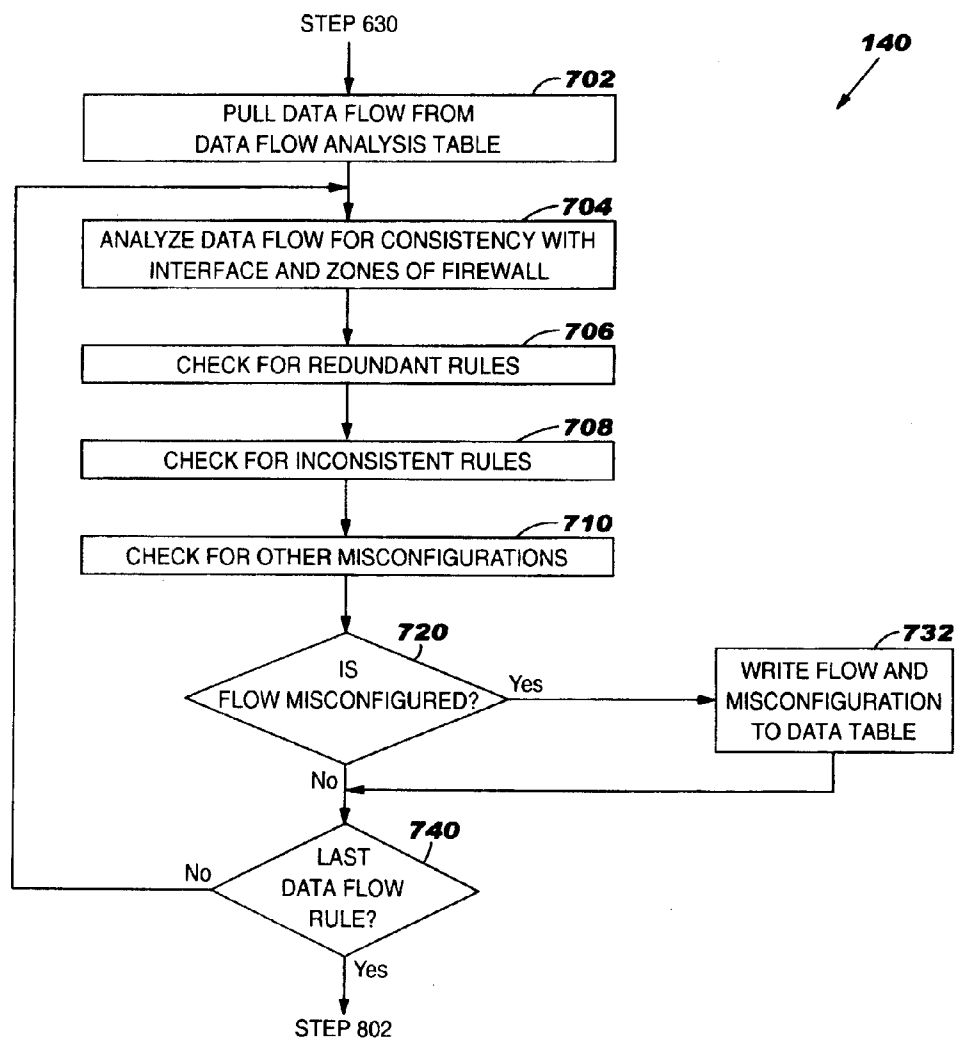 STEP 630
140
702
PULL DATA FLOW FROM
DATA FLOW ANALYSIS TABLE
704
ANALYZE DATA FLOW FOR CONSISTENCY WITH
INTERFACE AND ZONES OF FIREWALL
706
CHECK FOR REDUNDANT RULES
708
CHECK FOR INCONSISTENT RULES
710
CHECK FOR OTHER MISCONFIGURATIONS
720
IS
FLOW MISCONFIGURED?
Yes
732
WRITE FLOW AND
MISCONFIGURATION
TO DATA TABLE
No
740
LAST
DATA FLOW
RULE?
No
Yes
STEP 802